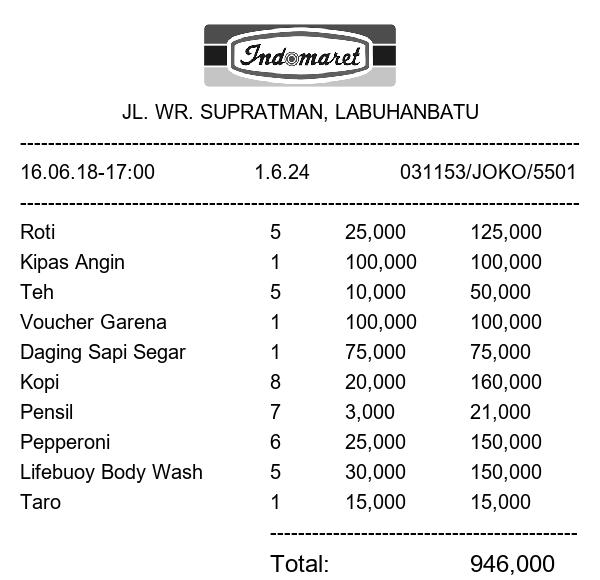 Indomaret
JL. WR. SUPRATMAN, LABUHANBATU
--------------------------------------------------------------------------------
16.06.18-17:00 1.6.24 031153/JOKO/5501
--------------------------------------------------------------------------------
Roti 5 25,000 125,000
Kipas Angin 1 100,000 100,000
Teh 5 10,000 50,000
Voucher Garena 1 100,000 100,000
Daging Sapi Segar 1 75,000 75,000
Kopi 8 20,000 160,000
Pensil 7 3,000 21,000
Pepperoni 6 25,000 150,000
Lifebuoy Body Wash 5 30,000 150,000
Taro 1 15,000 15,000
--------------------------------------------
Total: 946,000